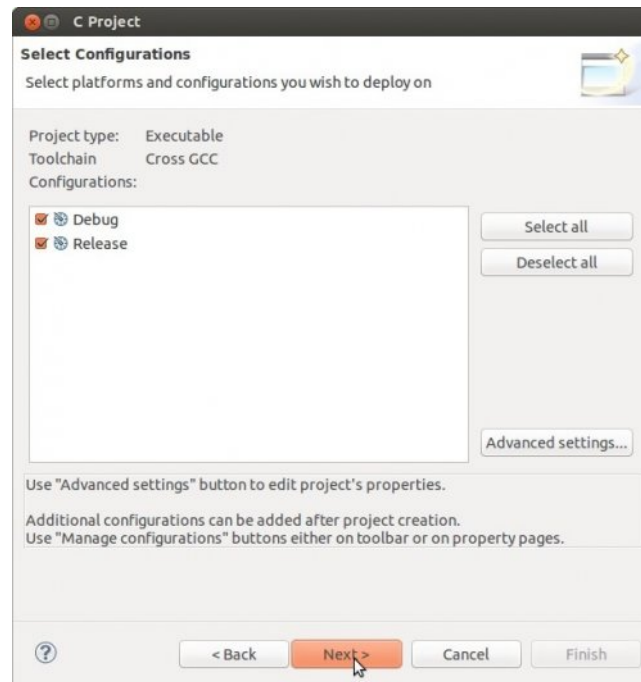 C Project
Select Configurations
Select platforms and configurations you wish to deploy on
Project type: Executable
Toolchain Cross GCC
Configurations:
Debug
Release
Select all
Deselect all
Advanced settings...
Use "Advanced settings" button to edit project's properties.
Additional configurations can be added after project creation.
Use "Manage configurations" buttons either on toolbar or on property pages.
?
< Back Next > Cancel Finish